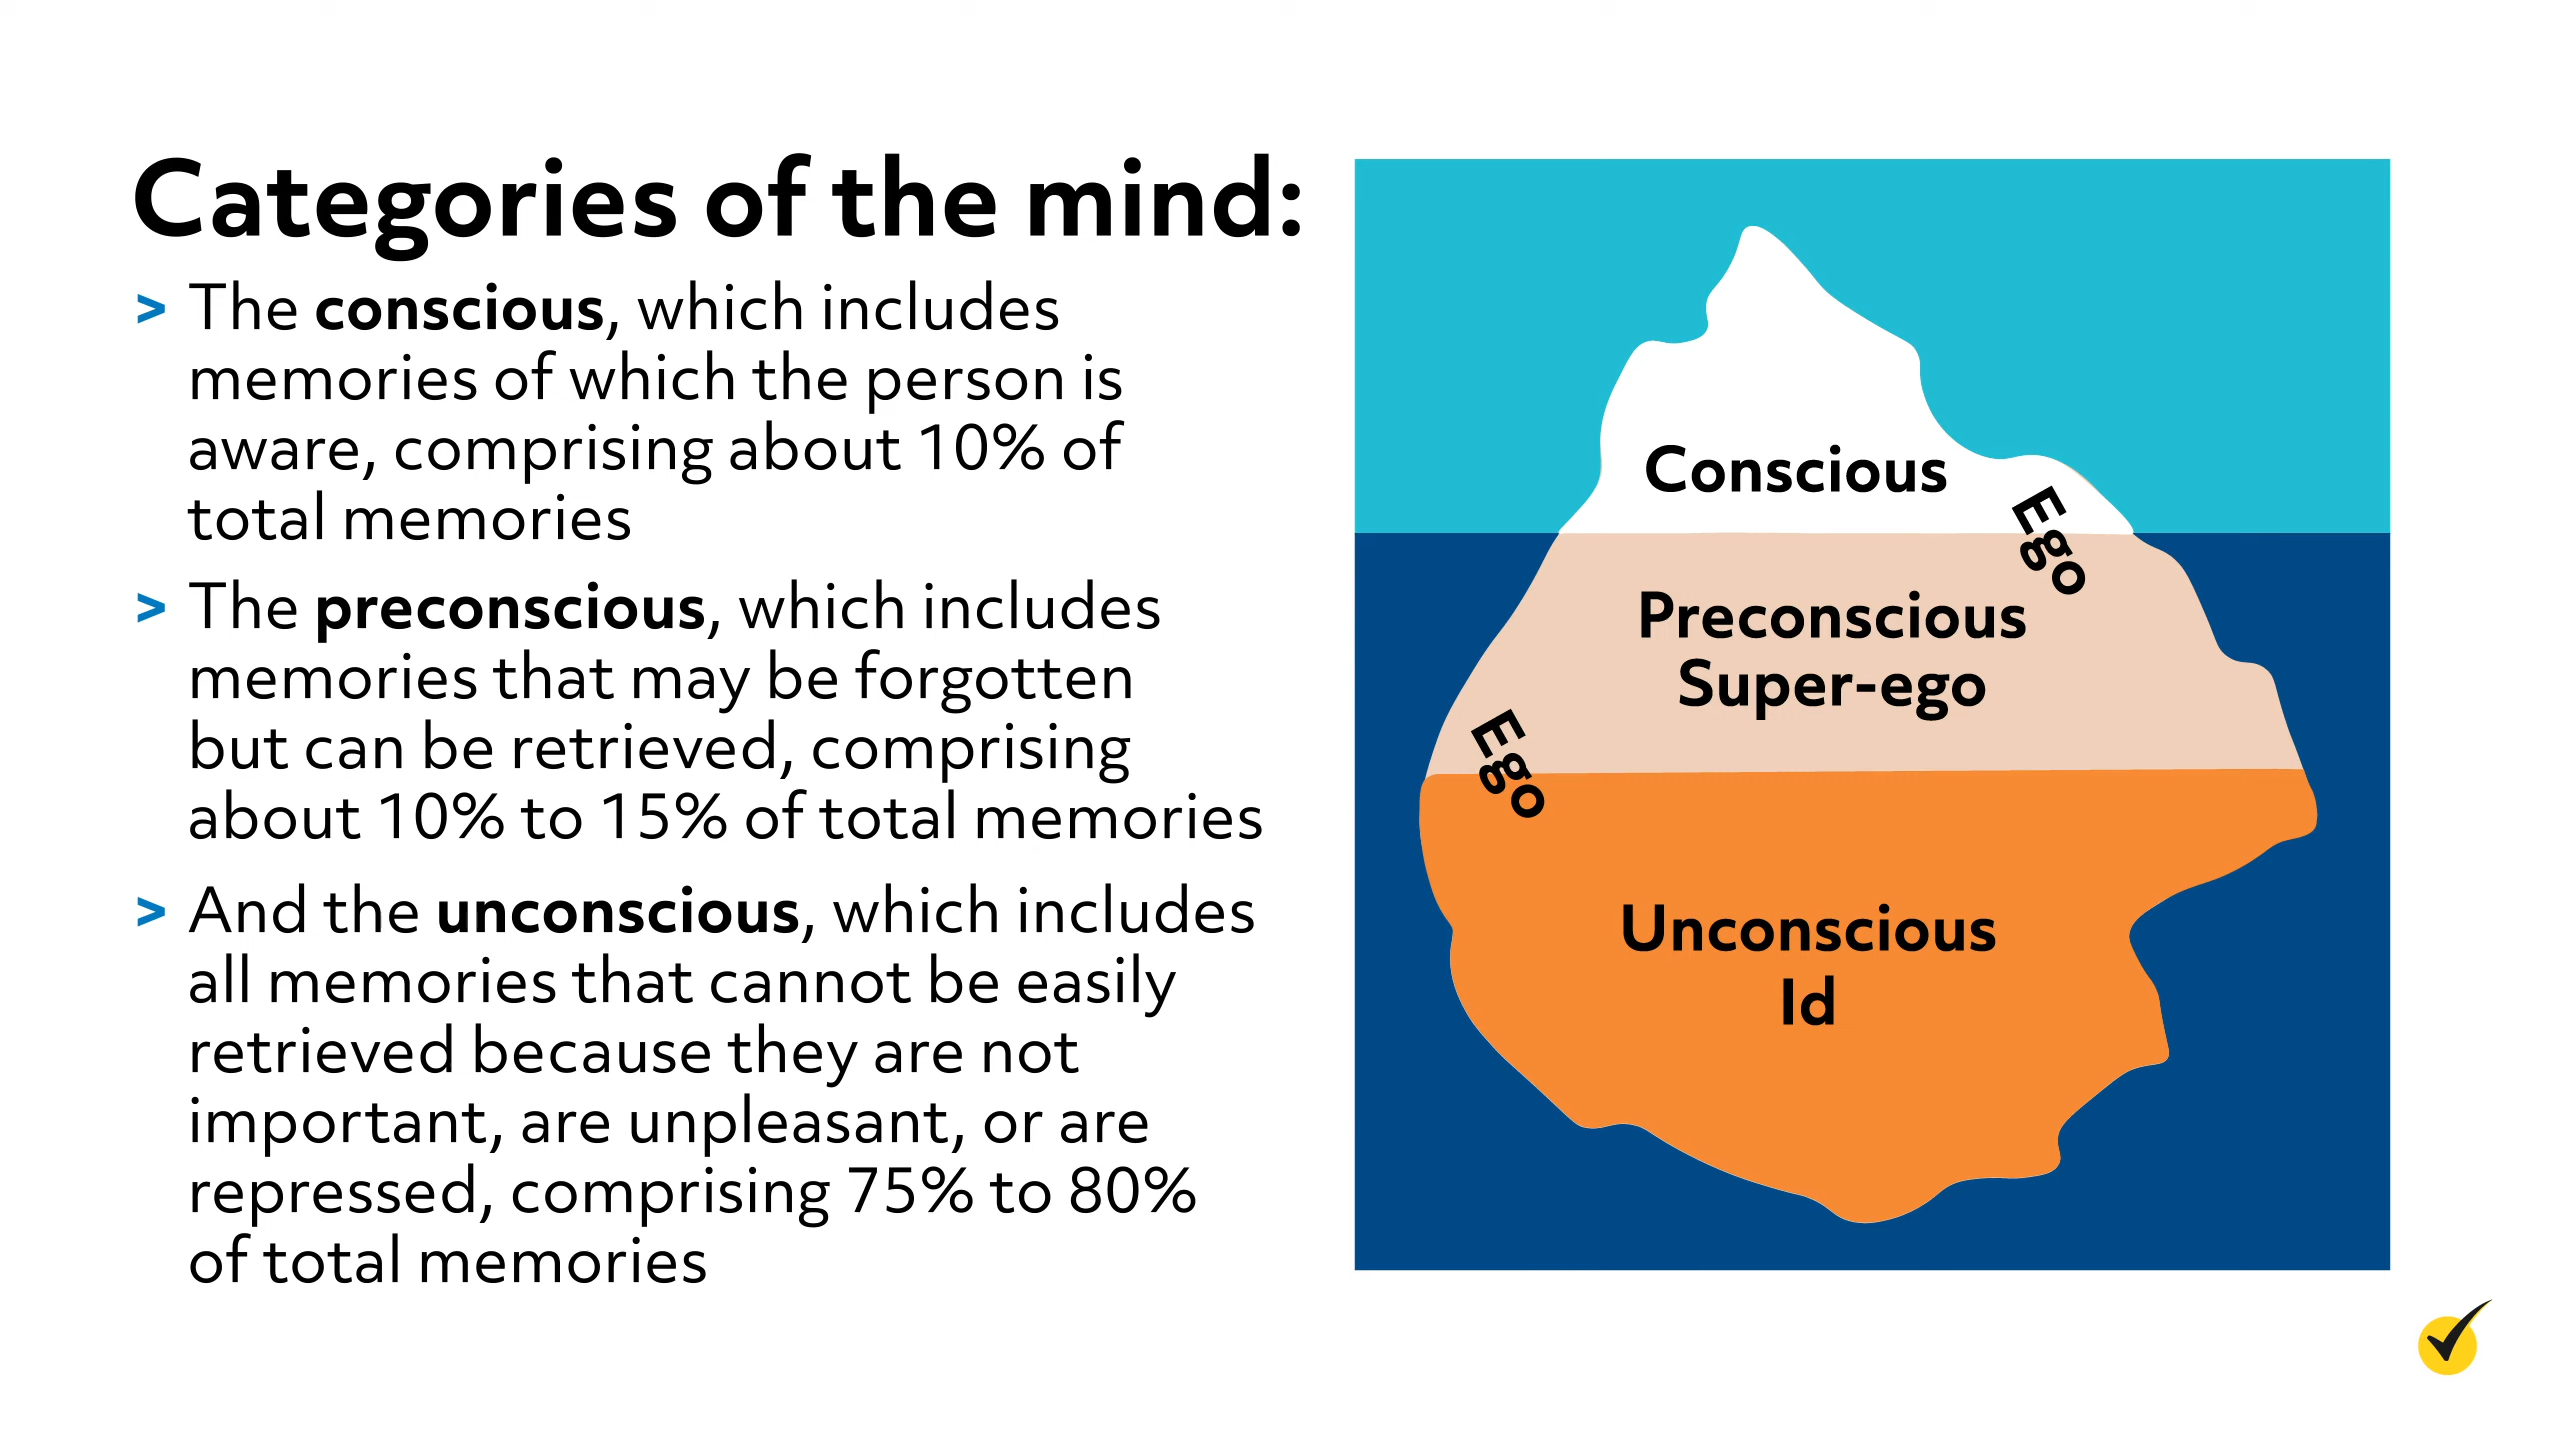 Categories of the mind:
> The conscious, which includes
memories of which the person is
aware, comprising about 10% of
total memories
> The preconscious, which includes
memories that may be forgotten
but can be retrieved, comprising
about 10% to 15% of total memories
> And the unconscious, which includes
all memories that cannot be easily
retrieved because they are not
important, are unpleasant, or are
repressed, comprising 75% to 80%
of total memories
Conscious
Ego
Preconscious
Super-ego
Ego
Unconscious
Id